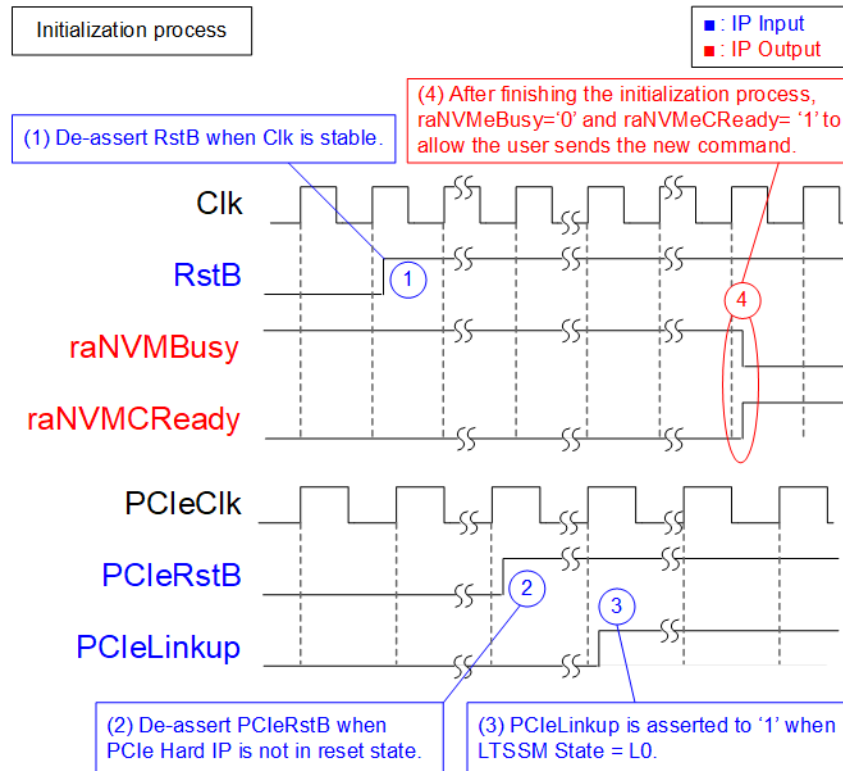 Initialization process
■ : IP Input
■ : IP Output
(4) After finishing the initialization process,
raNVMeBusy=‘0’ and raNVMeCReady= ‘1’ to
allow the user sends the new command.
(1) De-assert RstB when Clk is stable.
Clk
RstB
1
4
raNVMBusy
raNVMCReady
PCIeClk
PCIeRstB
2
3
PCIeLinkup
(2) De-assert PCIeRstB when
PCIe Hard IP is not in reset state.
(3) PCIeLinkup is asserted to ‘1’ when
LTSSM State = L0.